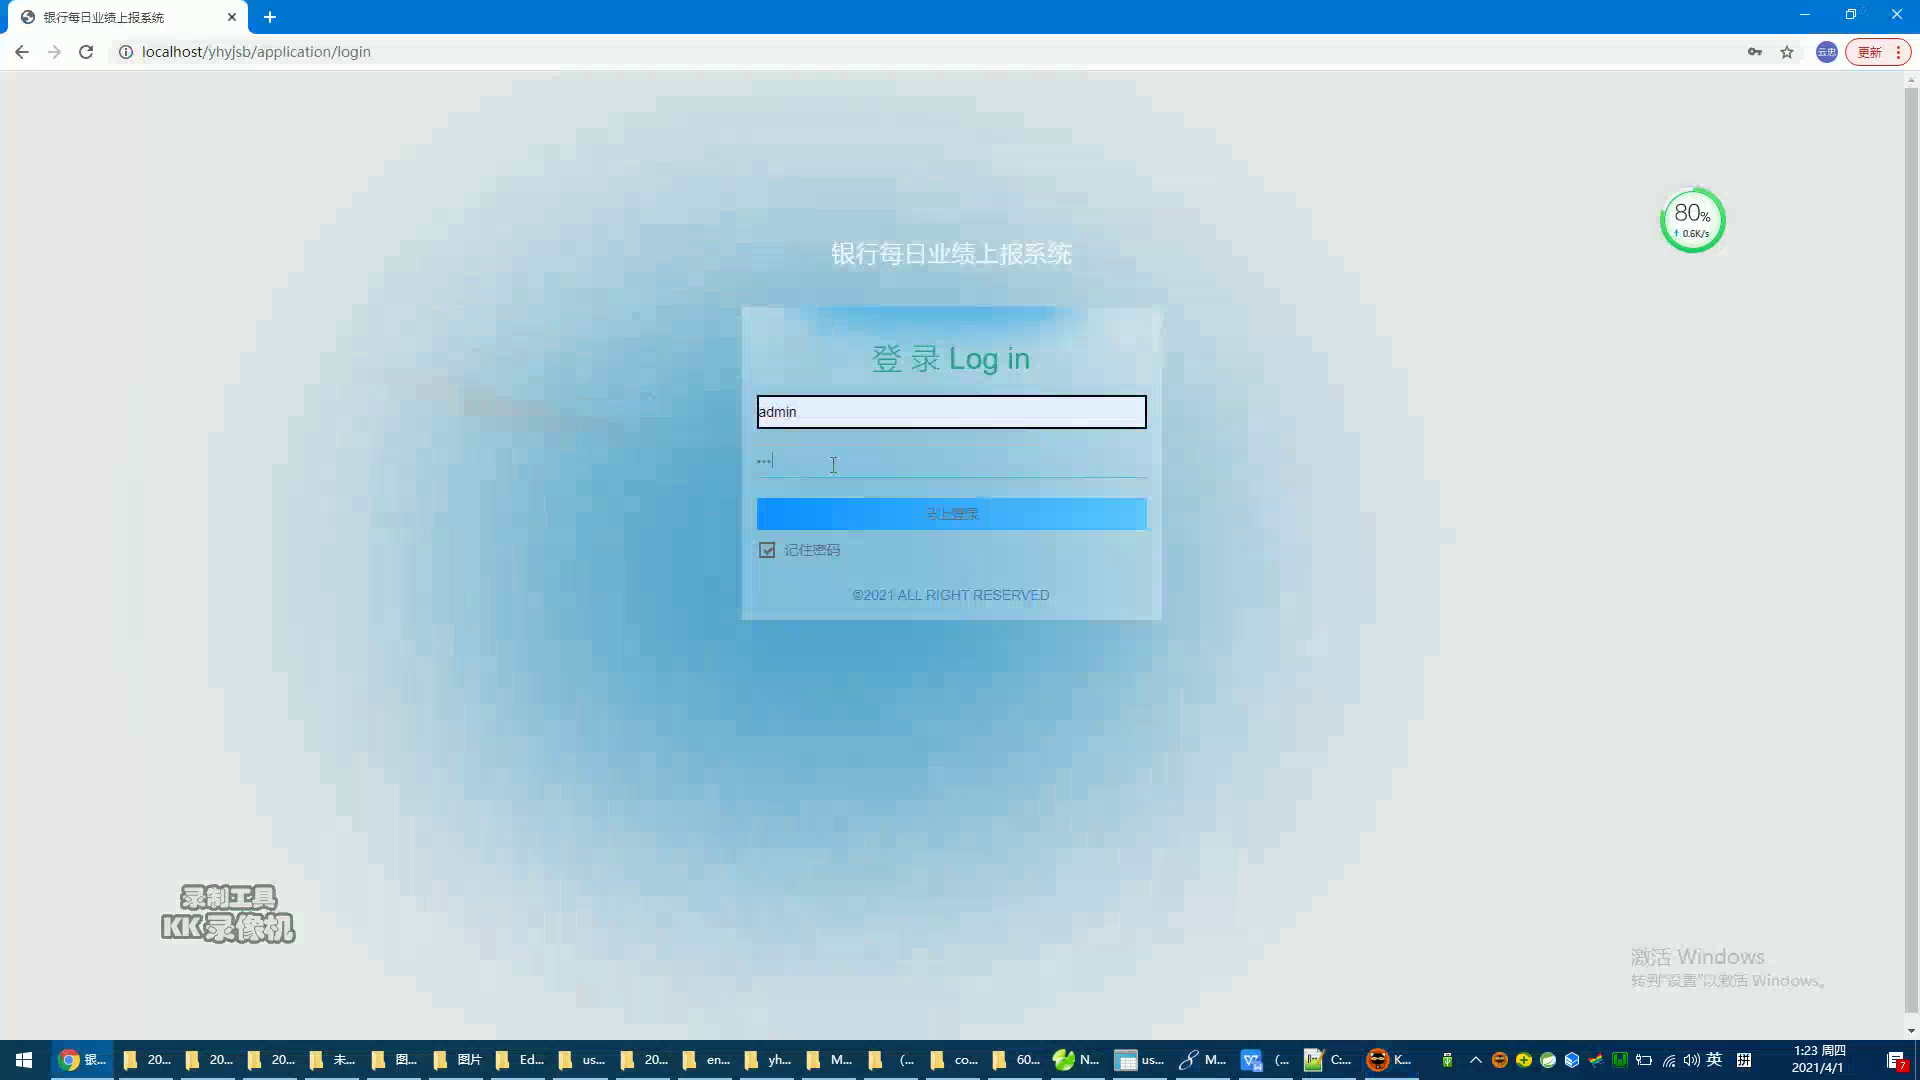 银行每日业绩上报系统
localhost/yhyjsb/application/login
云忠
更新
80%
0.6K/s
银行每日业绩上报系统
登 录 Log in
admin
马上登录
记住密码
©2021 ALL RIGHT RESERVED
录制工具
KK录像机
激活 Windows
转到"设置"以激活 Windows。
银... 20... 20... 20... 未... 图... 图片 Ed... us... 20... en... yh... M... (... co... 60... N... us... M... (... C:... K... 英 拼
1:23 周四
2021/4/1
7